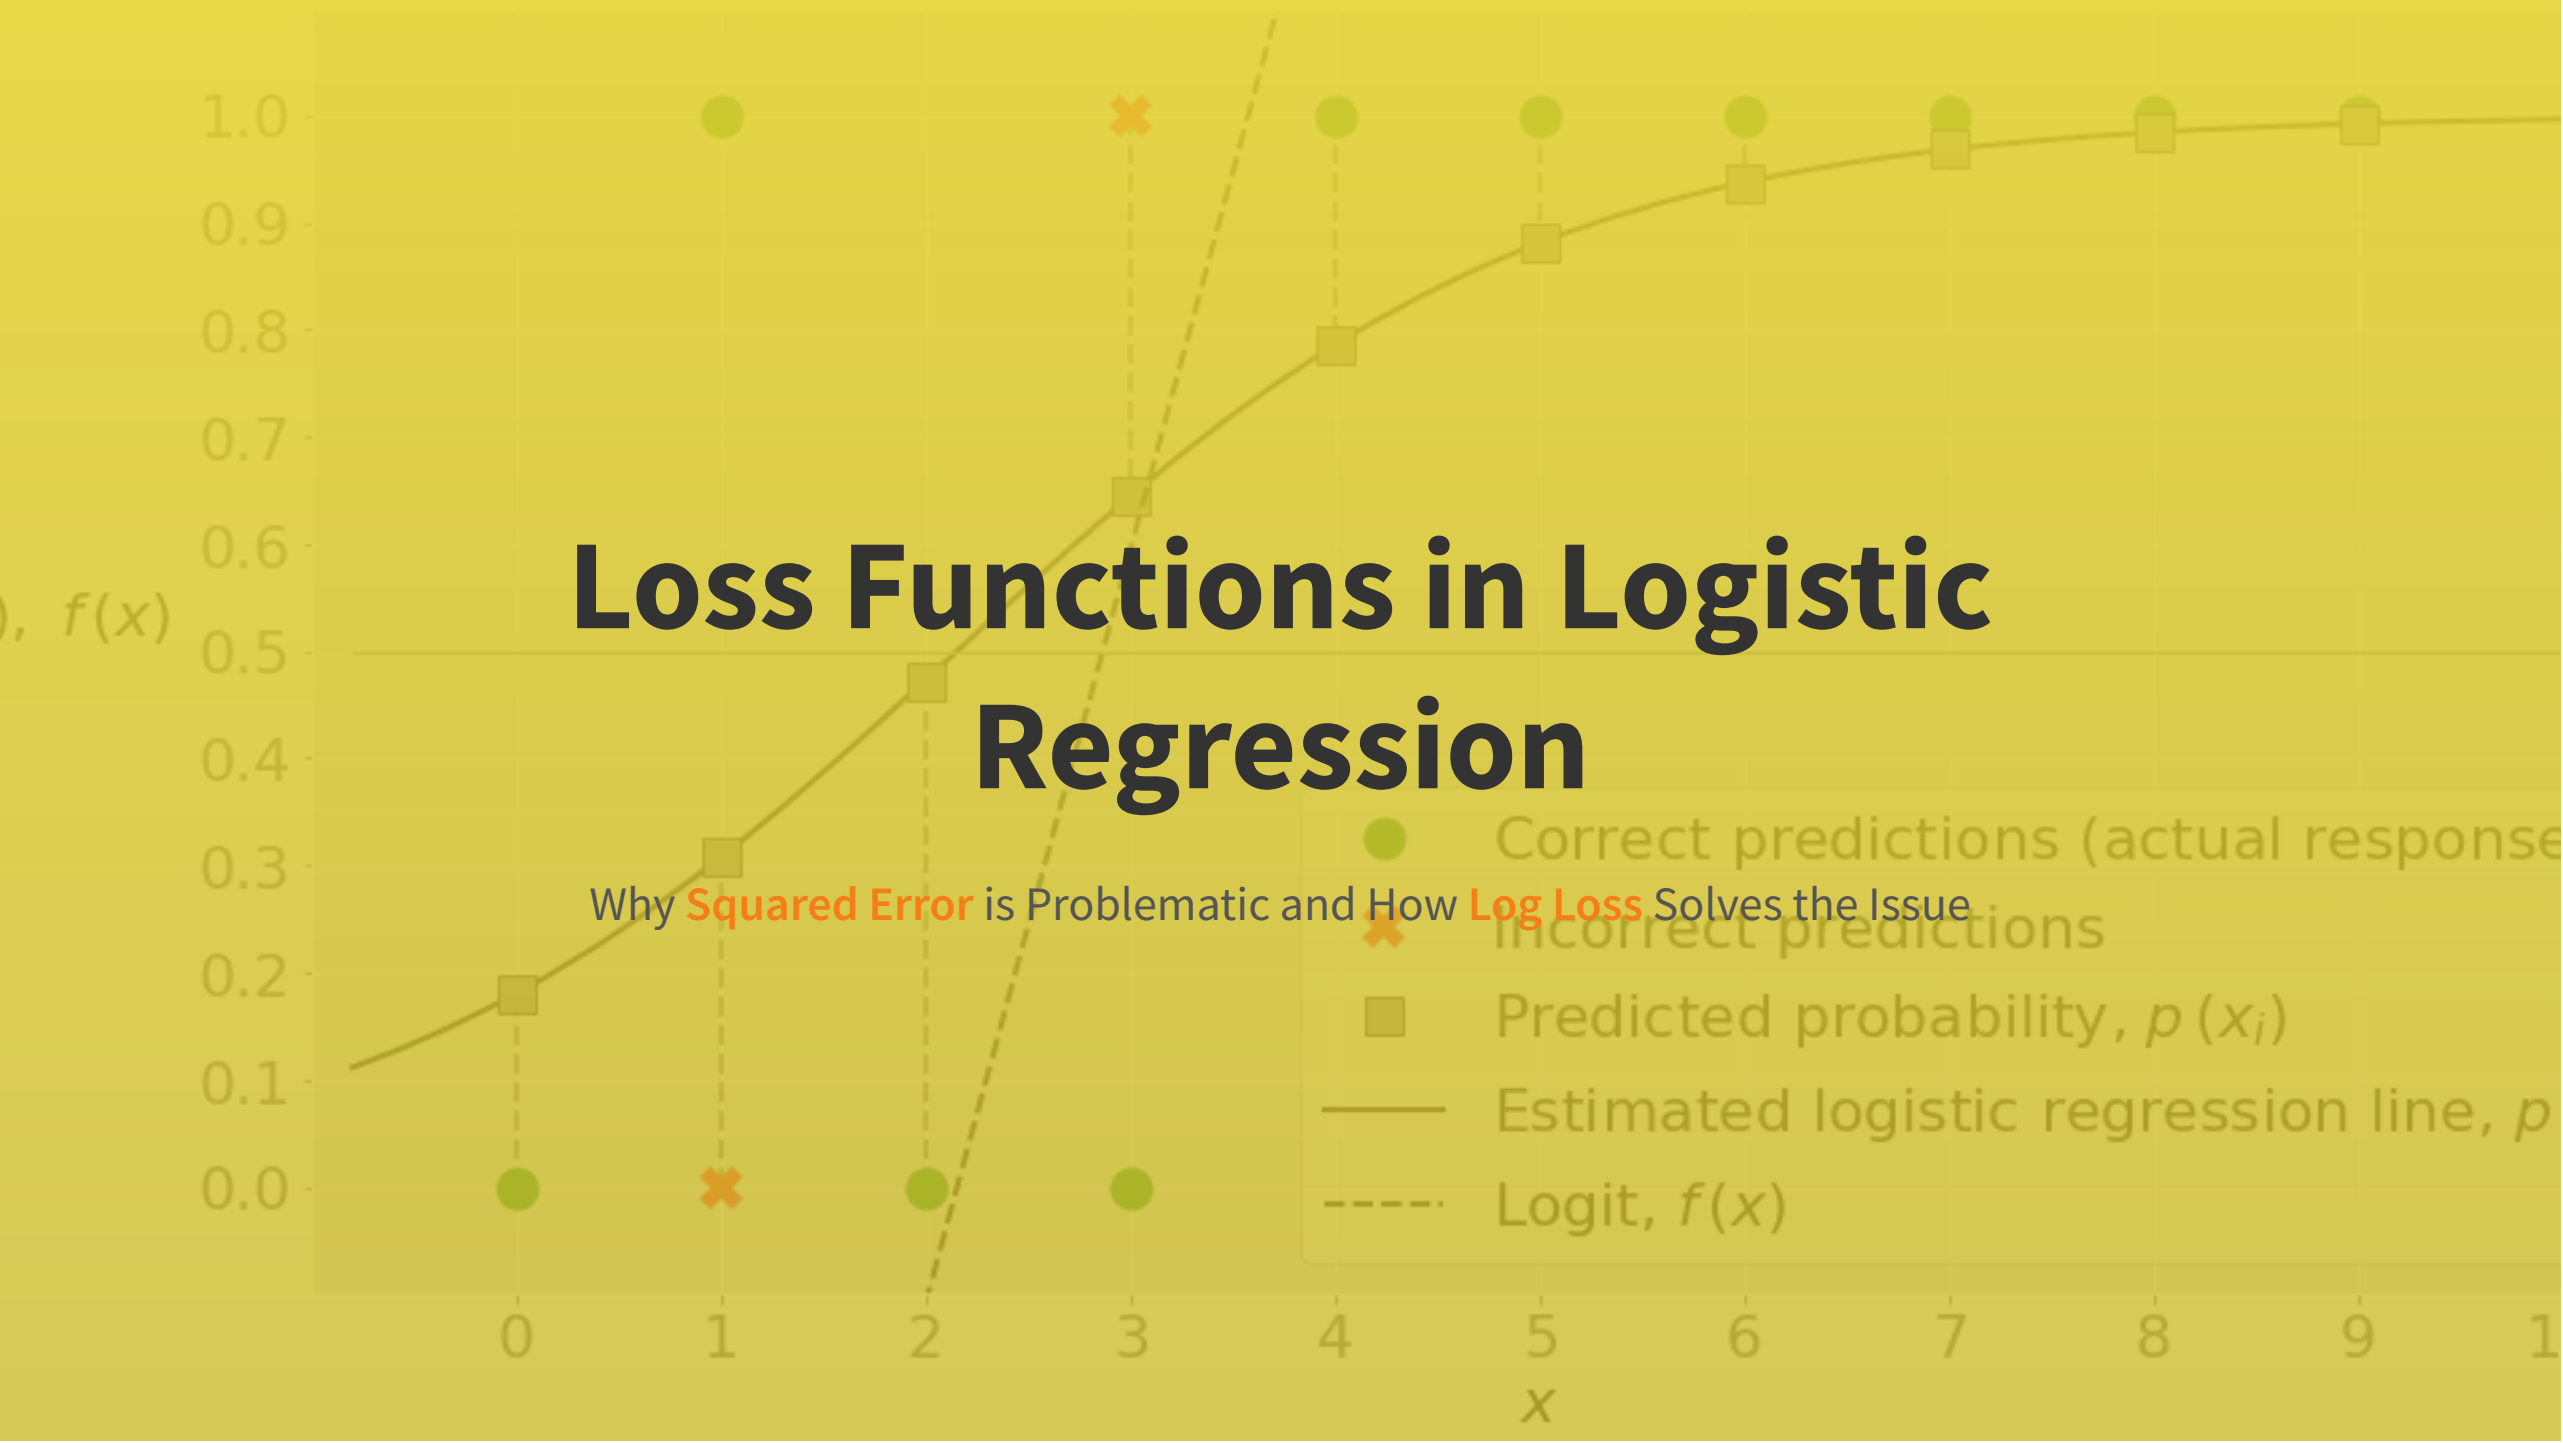 1.0
0.9
0.8
0.7
0.6
), f(x)
0.5
0.4
0.3
0.2
0.1
0.0
Loss Functions in Logistic
Regression
Why Squared Error is Problematic and How Log Loss Solves the Issue
Correct predictions (actual response
Incorrect predictions
Predicted probability, p (xᵢ)
Estimated logistic regression line, p
Logit, f(x)
0 1 2 3 4 5 6 7 8 9 1
x